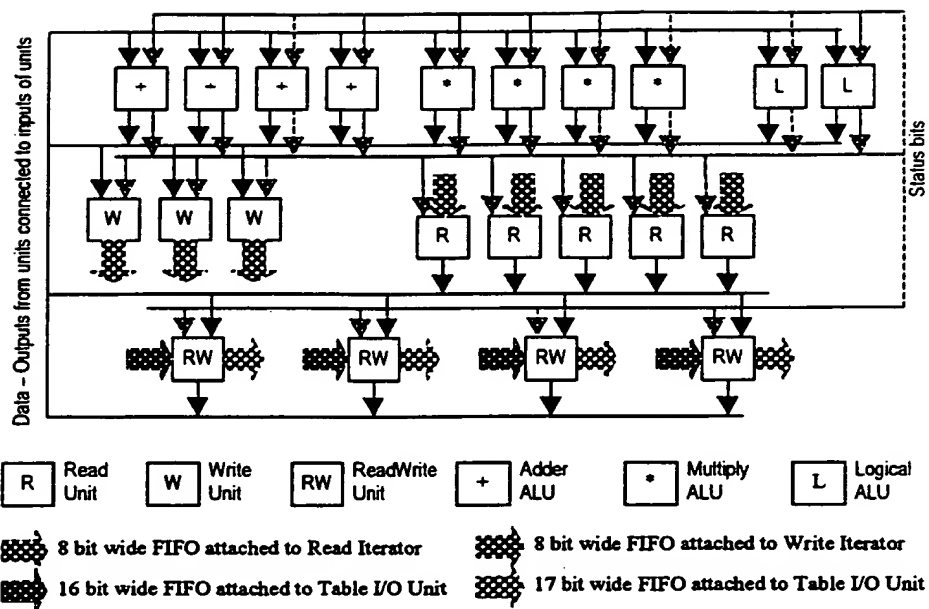 Data – Outputs from units connected to inputs of units
Status bits
+ + + + * * * * L L
W W W R R R R R
RW RW RW RW
R Read Unit
W Write Unit
RW ReadWrite Unit
+ Adder ALU
* Multiply ALU
L Logical ALU
8 bit wide FIFO attached to Read Iterator
8 bit wide FIFO attached to Write Iterator
16 bit wide FIFO attached to Table I/O Unit
17 bit wide FIFO attached to Table I/O Unit